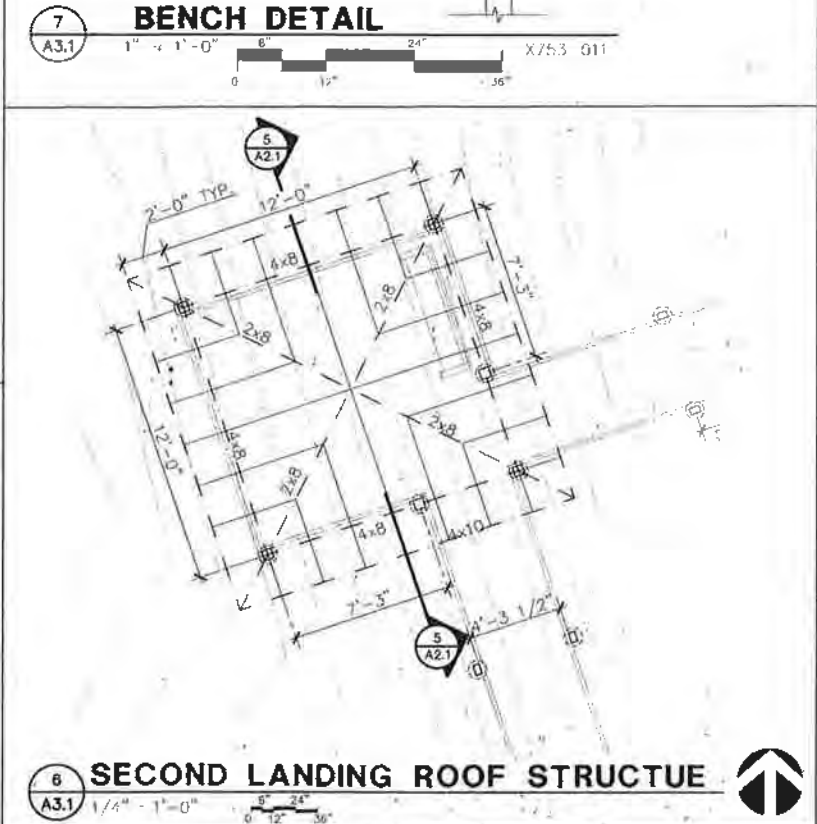 7
A3.1
BENCH DETAIL
1" = 1'-0"
6" 24"
0 12" 36"
X753 011
5
A2.1
2'-0" TYP.
12'-0"
4x8
2x8
2x8
7'-3"
4x8
12'-0"
4x8
2x8
2x8
4x8
4x10
7'-3"
4'-3 1/2"
5
A2.1
6
A3.1
SECOND LANDING ROOF STRUCTUE
1/4" = 1'-0"
6" 24"
0 12" 36"